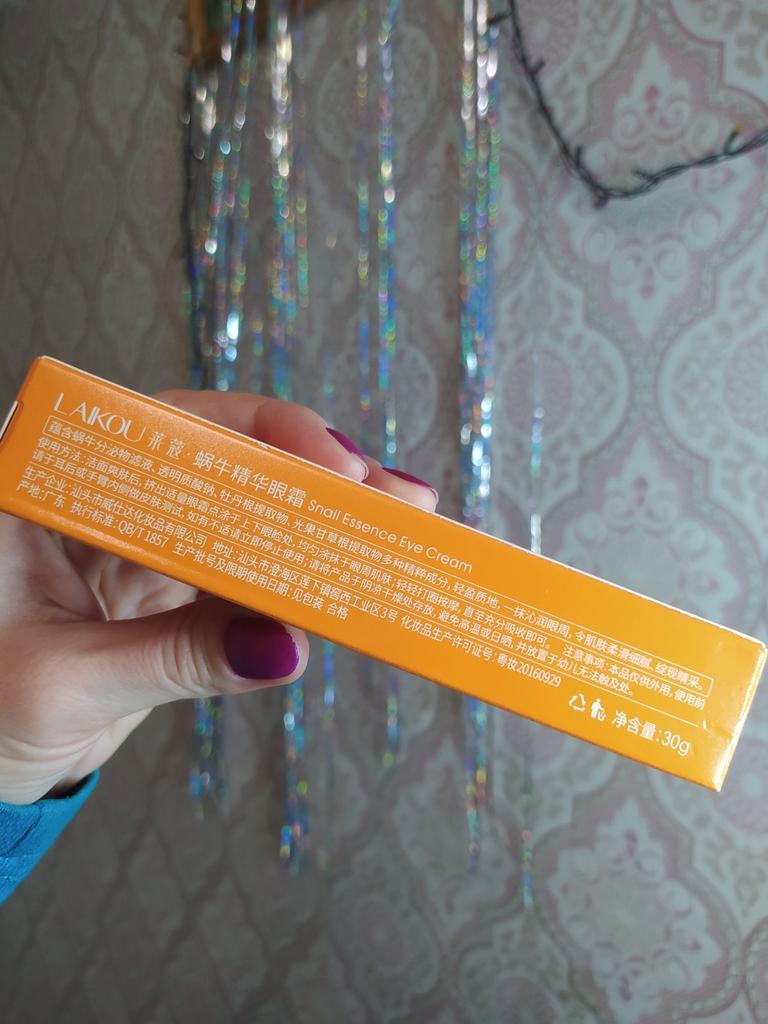 LAIKOU 莱蔻·蜗牛精华眼霜 Snail Essence Eye Cream
蕴含蜗牛分泌物滤液、透明质酸钠、牡丹根提取物、光果甘草根提取物多种精粹成分,轻盈质地,一抹沁润眼周,令肌肤柔滑细腻,绽现睛采。
使用方法:洁面爽肤后,挤出适量眼霜点涂于上下眼睑处,均匀涂抹于眼周肌肤,轻轻打圈按摩,直至充分吸收即可。 注意事项:本品仅供外用,使用前
请于耳后或手臂内侧做皮肤测试,如有不适请立即停止使用;请将产品于阴凉干燥处存放,避免高温或日晒,并放置于幼儿无法触及处。
生产企业:汕头市威仕达化妆品有限公司 地址:汕头市澄海区莲下镇窖西工业区3号 化妆品生产许可证号:粤妆20160929
产地:广东 执行标准:QB/T1857 生产批号及限期使用日期:见包装 合格
净含量:30g